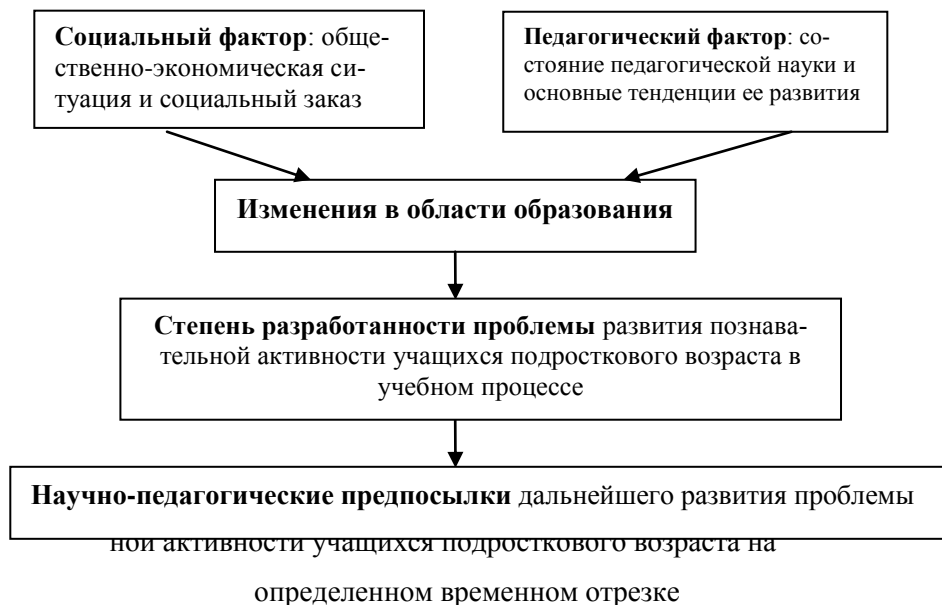 Социальный фактор: обще-
ственно-экономическая си-
туация и социальный заказ
Педагогический фактор: со-
стояние педагогической науки и
основные тенденции ее развития
Изменения в области образования
Степень разработанности проблемы развития познава-
тельной активности учащихся подросткового возраста в
учебном процессе
Научно-педагогические предпосылки дальнейшего развития проблемы
ной активности учащихся подросткового возраста на
определенном временном отрезке